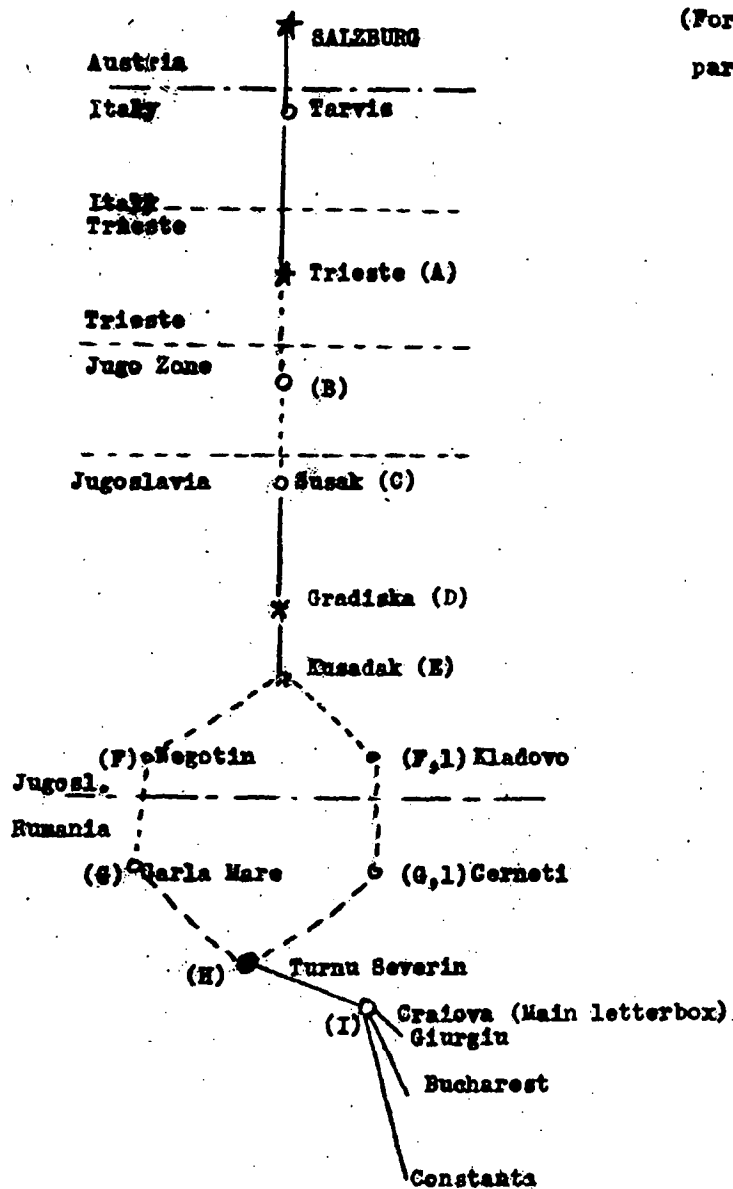 (For
SALZBURG
par
Austria
Italy
Tarvis
Italy
Trieste
Trieste (A)
Trieste
Jugo Zone
(B)
Jugoslavia
Susak (C)
Gradiska (D)
Kusadak (E)
(F) Negotin
(F,1) Kladovo
Jugosl.
Rumania
(G) Garla Mare
(G,1) Cerneti
(H)
Turnu Severin
(I)
Craiova (Main letterbox)
Giurgiu
Bucharest
Constanta